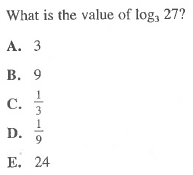 What is the value of log₃ 27?
A. 3
B. 9
C. 1/3
D. 1/9
E. 24